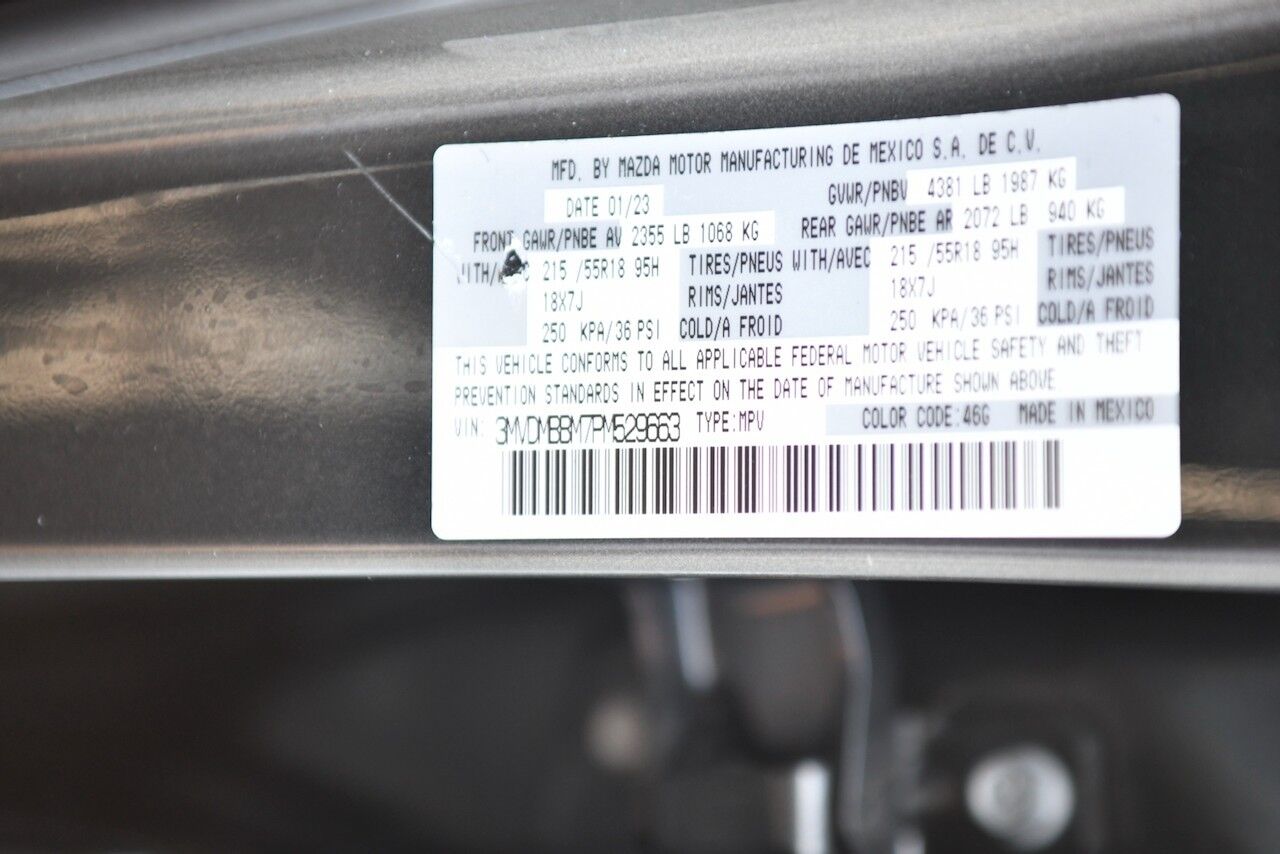 MFD. BY MAZDA MOTOR MANUFACTURING DE MEXICO S.A. DE C.V.
DATE 01/23 GVWR/PNBV 4381 LB 1987 KG
FRONT GAWR/PNBE AV 2355 LB 1068 KG REAR GAWR/PNBE AR 2072 LB 940 KG
215 /55R18 95H TIRES/PNEUS WITH/AVEC 215 /55R18 95H TIRES/PNEUS
18X7J RIMS/JANTES 18X7J RIMS/JANTES
250 KPA/36 PSI COLD/A FROID 250 KPA/36 PSI COLD/A FROID
THIS VEHICLE CONFORMS TO ALL APPLICABLE FEDERAL MOTOR VEHICLE SAFETY AND THEFT
PREVENTION STANDARDS IN EFFECT ON THE DATE OF MANUFACTURE SHOWN ABOVE
VIN: 3MVDMBBM7PM529663 TYPE:MPV COLOR CODE:46G MADE IN MEXICO